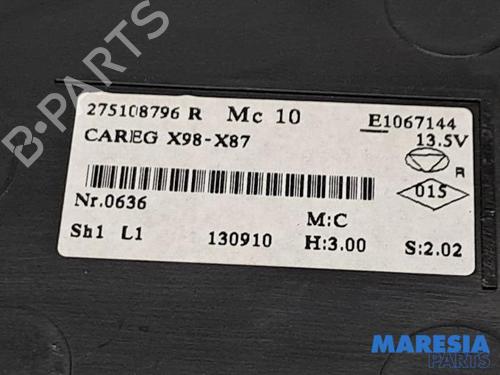 275108796 R Mc 10 E1067144
CAREG X98-X87 13.5V
R
015
Nr.0636
M:C
Sh1 L1 130910 H:3.00 S:2.02
B-PARTS
MARESIA
PARTS